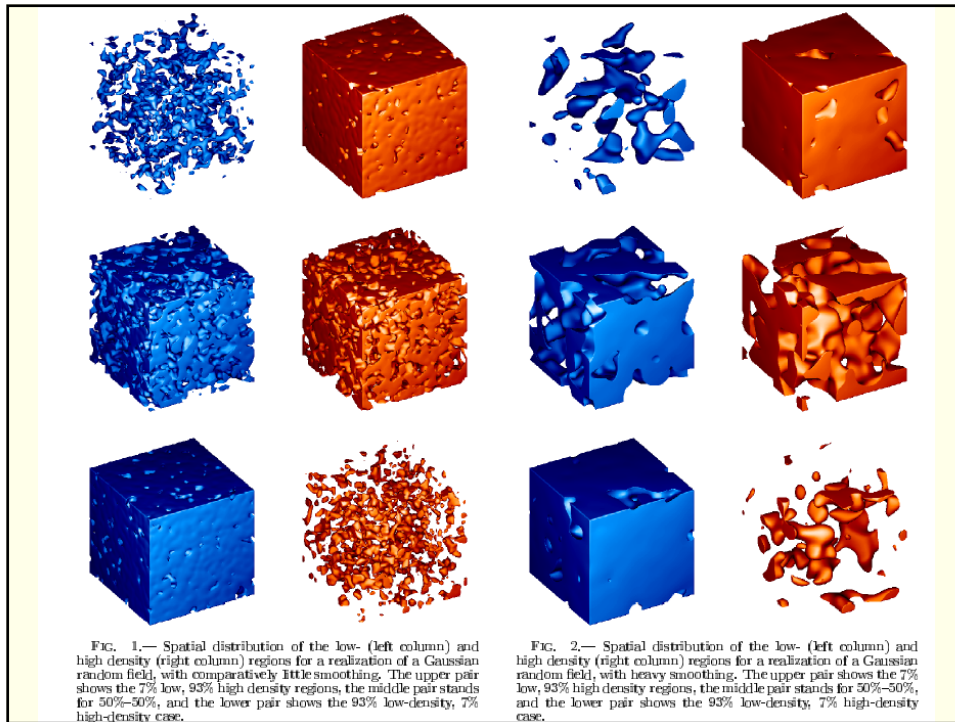 FIG. 1.— Spatial distribution of the low- (left column) and
high density (right column) regions for a realization of a Gaussian
random field, with comparatively little smoothing. The upper pair
shows the 7% low, 93% high density regions, the middle pair stands
for 50%–50%, and the lower pair shows the 93% low-density, 7%
high-density case.
FIG. 2.— Spatial distribution of the low- (left column) and
high density (right column) regions for a realization of a Gaussian
random field, with heavy smoothing. The upper pair shows the 7%
low, 93% high density regions, the middle pair stands for 50%–50%,
and the lower pair shows the 93% low-density, 7% high-density
case.